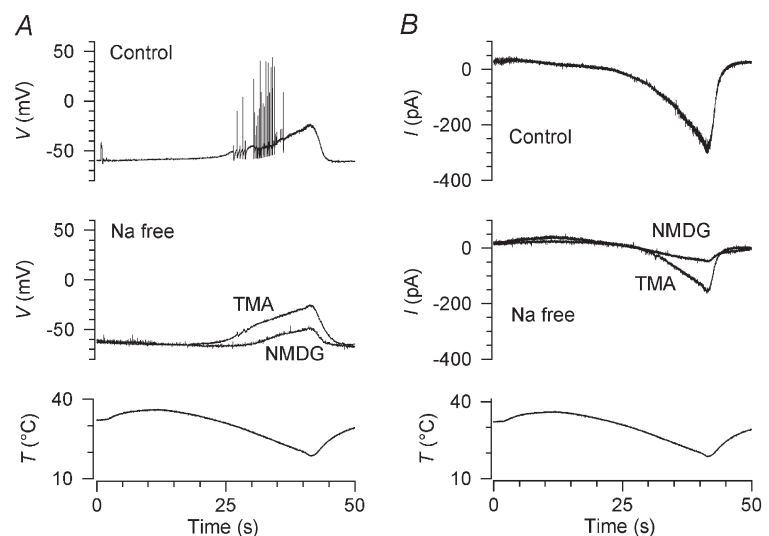 A
50
0
-50
V (mV)
Control
50
0
-50
V (mV)
Na free
TMA
NMDG
40
10
T (°C)
0
25
50
Time (s)
B
0
-200
-400
I (pA)
Control
0
-200
-400
I (pA)
NMDG
TMA
Na free
40
10
T (°C)
0
25
50
Time (s)